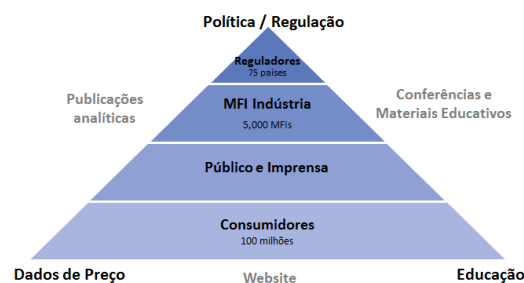 Política / Regulação
Reguladores
75 países
Publicações
analíticas
MFI Indústria
5,000 MFIs
Conferências e
Materiais Educativos
Público e Imprensa
Consumidores
100 milhões
Dados de Preço
Website
Educação